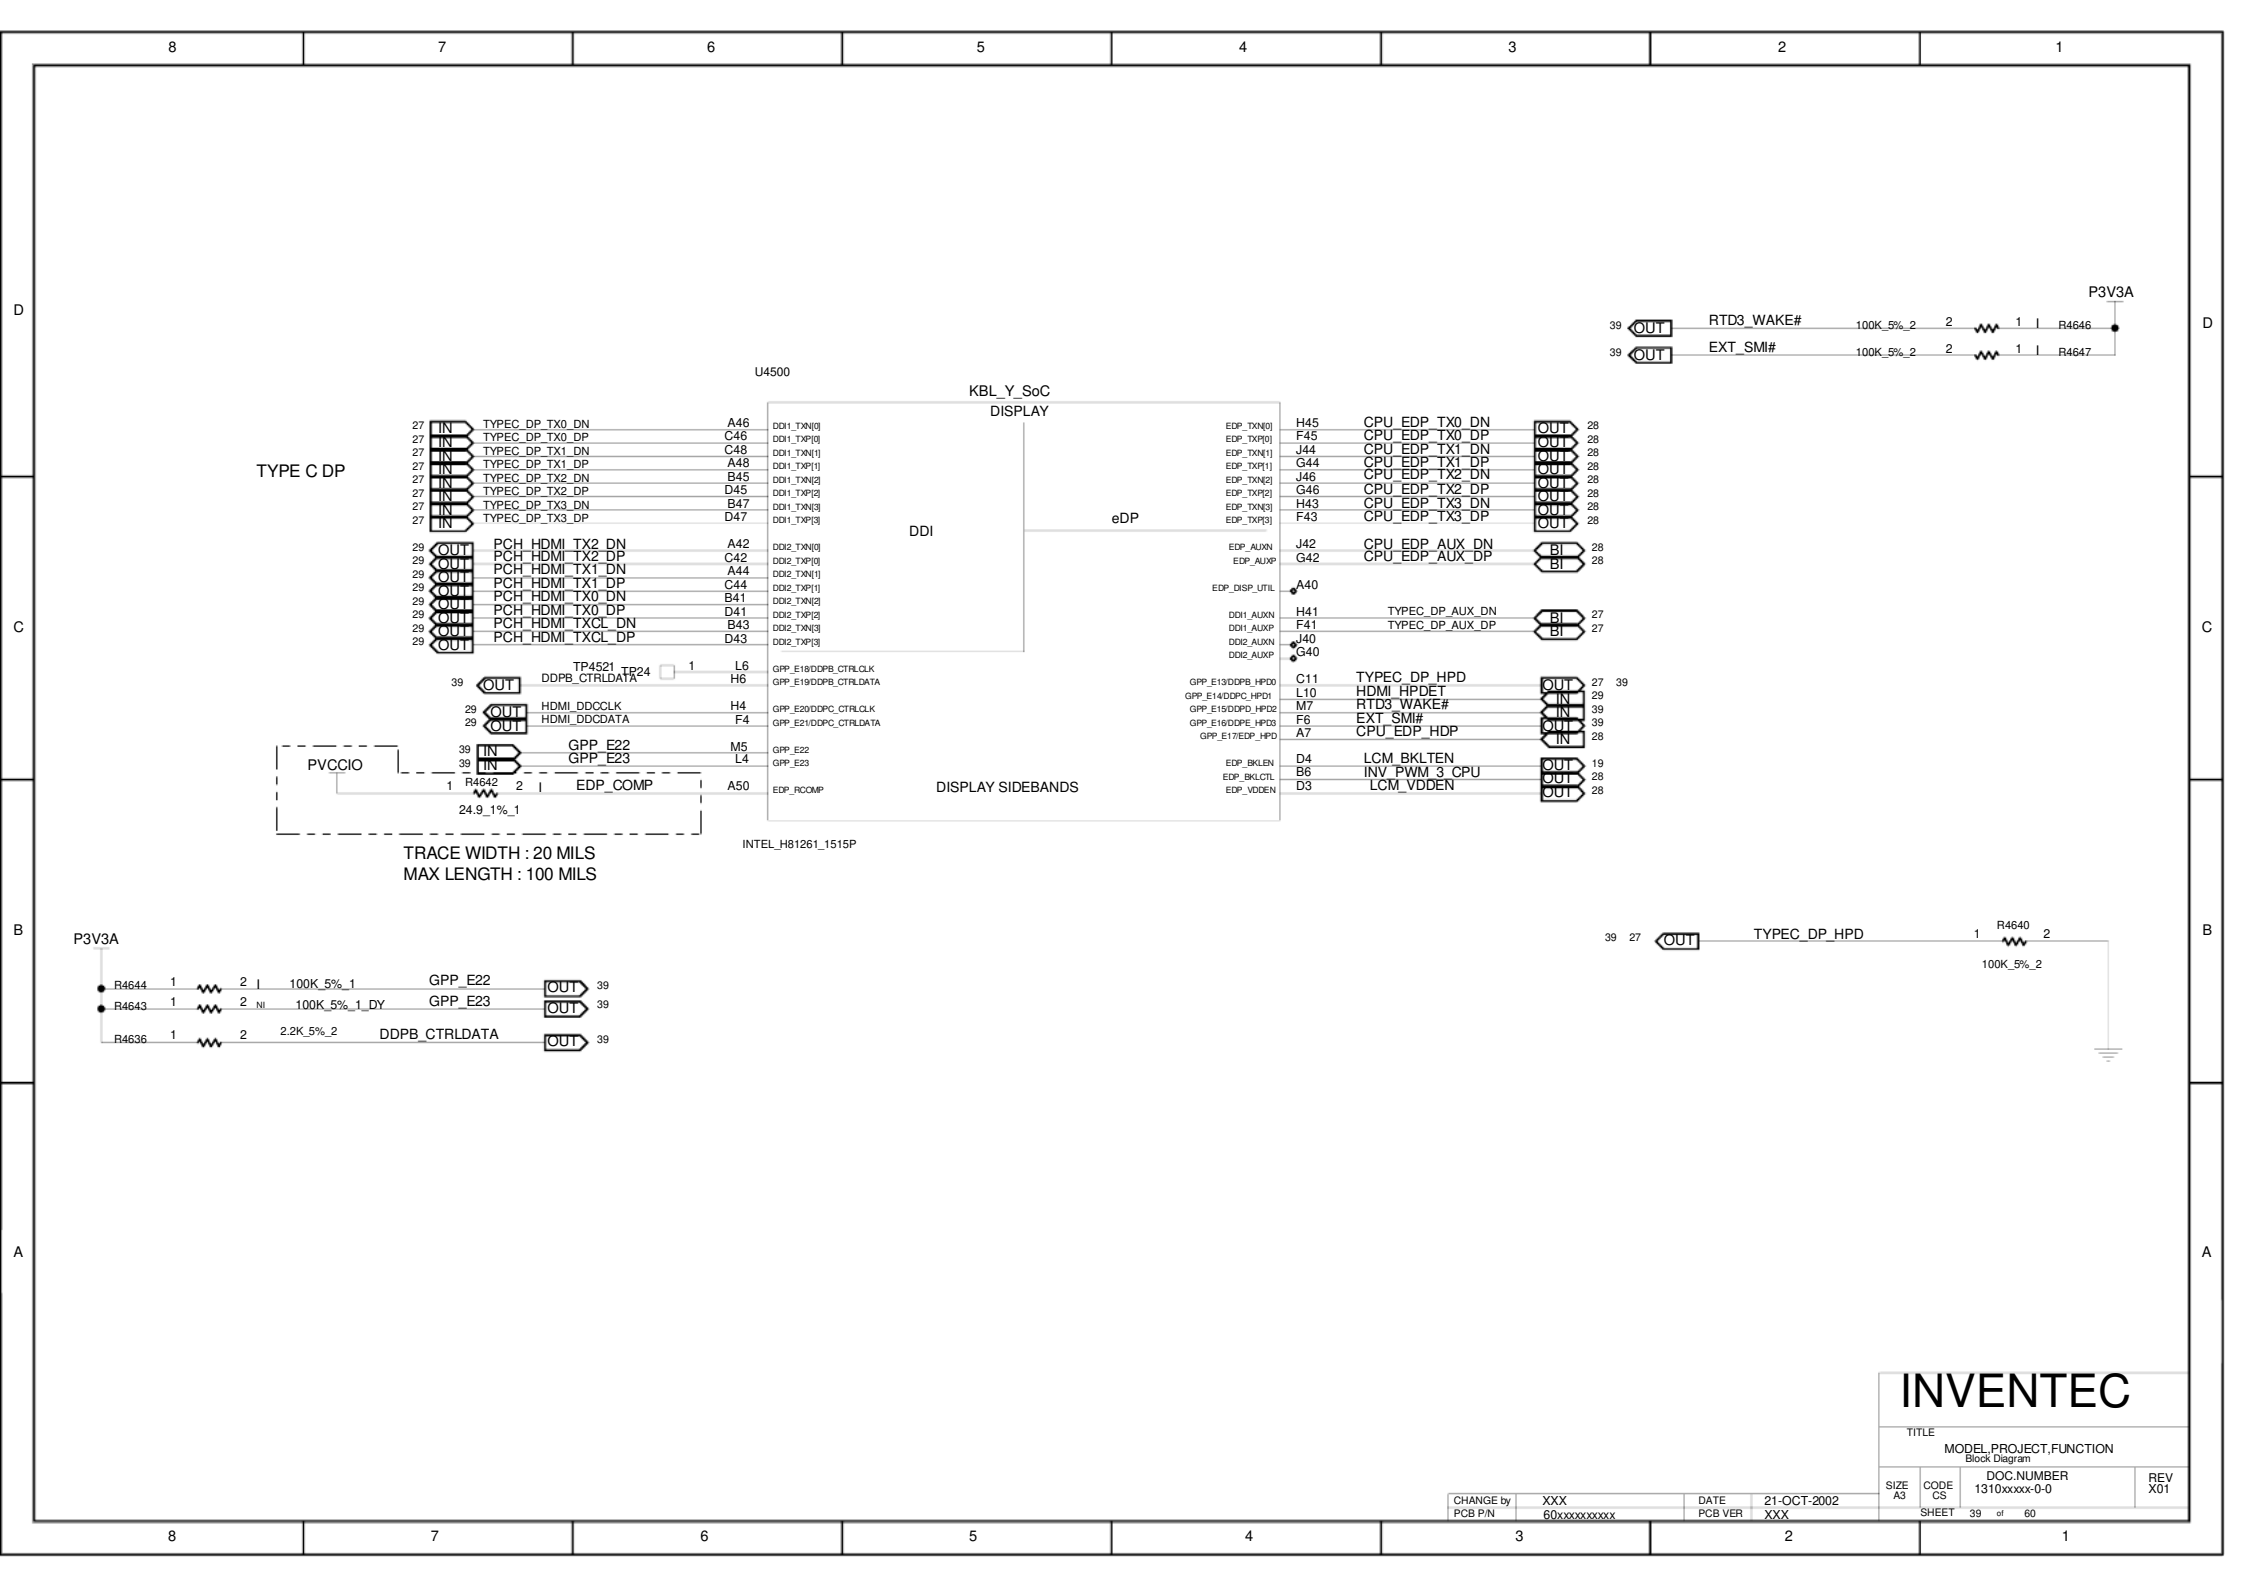 8 7 6 5 4 3 2 1
D
D
P3V3A
39 OUT RTD3_WAKE# 100K_5%_2 2 1 I R4646
39 OUT EXT_SMI# 100K_5%_2 2 1 I R4647
U4500
KBL_Y_SoC
DISPLAY
TYPE C DP
27 IN TYPEC_DP_TX0_DN A46 DDI1_TXN[0]
27 IN TYPEC_DP_TX0_DP C46 DDI1_TXP[0]
27 IN TYPEC_DP_TX1_DN C48 DDI1_TXN[1]
27 IN TYPEC_DP_TX1_DP A48 DDI1_TXP[1]
27 IN TYPEC_DP_TX2_DN B45 DDI1_TXN[2]
27 IN TYPEC_DP_TX2_DP D45 DDI1_TXP[2]
27 IN TYPEC_DP_TX3_DN B47 DDI1_TXN[3]
27 IN TYPEC_DP_TX3_DP D47 DDI1_TXP[3]
29 OUT PCH_HDMI_TX2_DN A42 DDI2_TXN[0]
29 OUT PCH_HDMI_TX2_DP C42 DDI2_TXP[0]
29 OUT PCH_HDMI_TX1_DN A44 DDI2_TXN[1]
29 OUT PCH_HDMI_TX1_DP C44 DDI2_TXP[1]
29 OUT PCH_HDMI_TX0_DN B41 DDI2_TXN[2]
29 OUT PCH_HDMI_TX0_DP D41 DDI2_TXP[2]
29 OUT PCH_HDMI_TXCL_DN B43 DDI2_TXN[3]
29 OUT PCH_HDMI_TXCL_DP D43 DDI2_TXP[3]
TP4521 TP24 1 L6 GPP_E18/DDPB_CTRLCLK
39 OUT DDPB_CTRLDATA H6 GPP_E19/DDPB_CTRLDATA
29 OUT HDMI_DDCCLK H4 GPP_E20/DDPC_CTRLCLK
29 OUT HDMI_DDCDATA F4 GPP_E21/DDPC_CTRLDATA
39 IN GPP_E22 M5 GPP_E22
39 IN GPP_E23 L4 GPP_E23
PVCCIO
1 R4642 2 I EDP_COMP A50 EDP_RCOMP
24.9_1%_1
TRACE WIDTH : 20 MILS
MAX LENGTH : 100 MILS
DDI
eDP
DISPLAY SIDEBANDS
INTEL_H81261_1515P
EDP_TXN[0] H45 CPU_EDP_TX0_DN OUT 28
EDP_TXP[0] F45 CPU_EDP_TX0_DP OUT 28
EDP_TXN[1] J44 CPU_EDP_TX1_DN OUT 28
EDP_TXP[1] G44 CPU_EDP_TX1_DP OUT 28
EDP_TXN[2] J46 CPU_EDP_TX2_DN OUT 28
EDP_TXP[2] G46 CPU_EDP_TX2_DP OUT 28
EDP_TXN[3] H43 CPU_EDP_TX3_DN OUT 28
EDP_TXP[3] F43 CPU_EDP_TX3_DP OUT 28
EDP_AUXN J42 CPU_EDP_AUX_DN BI 28
EDP_AUXP G42 CPU_EDP_AUX_DP BI 28
EDP_DISP_UTIL A40
DDI1_AUXN H41 TYPEC_DP_AUX_DN BI 27
DDI1_AUXP F41 TYPEC_DP_AUX_DP BI 27
DDI2_AUXN J40
DDI2_AUXP G40
GPP_E13/DDPB_HPD0 C11 TYPEC_DP_HPD OUT 27 39
GPP_E14/DDPC_HPD1 L10 HDMI_HPDET IN 29
GPP_E15/DDPD_HPD2 M7 RTD3_WAKE# IN 39
GPP_E16/DDPE_HPD3 F6 EXT_SMI# OUT 39
GPP_E17/EDP_HPD A7 CPU_EDP_HDP IN 28
EDP_BKLEN D4 LCM_BKLTEN OUT 19
EDP_BKLCTL B6 INV_PWM_3_CPU OUT 28
EDP_VDDEN D3 LCM_VDDEN OUT 28
C
C
B
B
P3V3A
R4644 1 2 I 100K_5%_1 GPP_E22 OUT 39
R4643 1 2 NI 100K_5%_1_DY GPP_E23 OUT 39
R4636 1 2 2.2K_5%_2 DDPB_CTRLDATA OUT 39
39 27 OUT TYPEC_DP_HPD 1 R4640 2
100K_5%_2
A
A
INVENTEC
TITLE
MODEL,PROJECT,FUNCTION
Block Diagram
SIZE A3
CODE CS
DOC.NUMBER
1310xxxxx-0-0
REV X01
CHANGE by XXX DATE 21-OCT-2002
PCB P/N 60xxxxxxxxxx PCB VER XXX
SHEET 39 of 60
8 7 6 5 4 3 2 1